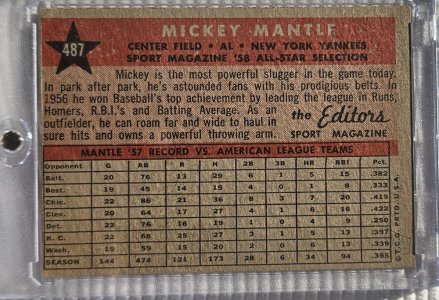 487
MICKEY MANTLE
CENTER FIELD • AL • NEW YORK YANKEES
SPORT MAGAZINE '58 ALL-STAR SELECTION
Mickey is the most powerful slugger in the game today.
In park after park, he's astounded fans with his prodigious belts. In
1956 he won Baseball's top achievement by leading the league in Runs,
Homers, R.B.I.'s and Batting Average. As an
outfielder, he can roam far and wide to haul in
sure hits and owns a powerful throwing arm.
the Editors
SPORT MAGAZINE
MANTLE '57 RECORD VS. AMERICAN LEAGUE TEAMS
Opponent G AB R H 2B 3B HR RBI Pct.
Balt. 20 76 13 29 6 1 5 15 .382
Bost. 19 45 14 15 4 0 1 8 .333
Chic. 22 86 31 36 8 3 7 20 .419
Clev. 20 64 17 27 4 1 6 16 .422
Det. 22 76 18 19 1 0 4 .250
K. C. 22 68 13 27 3 1 5 13 .397
Wash. 19 59 15 20 2 0 6 13 .339
SEASON 144 474 121 173 28 6 34 94 .365
© T.C.G. PRTD. U.S.A.